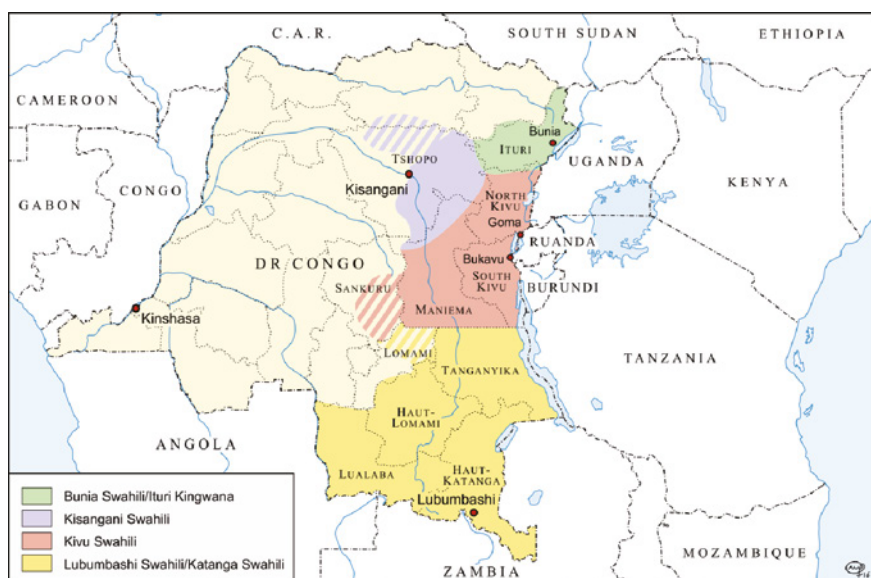 C.A.R.
SOUTH SUDAN
ETHIOPIA
CAMEROON
Bunia
ITURI
TSHOPO
UGANDA
CONGO
Kisangani
KENYA
GABON
NORTH
KIVU
Goma
RUANDA
DR CONGO
Bukavu
SOUTH
KIVU
SANKURU
BURUNDI
MANIEMA
Kinshasa
LOMAMI
TANZANIA
TANGANYIKA
HAUT-
LOMAMI
ANGOLA
LUALABA
HAUT-
KATANGA
Lubumbashi
Bunia Swahili/Ituri Kingwana
Kisangani Swahili
Kivu Swahili
Lubumbashi Swahili/Katanga Swahili
MOZAMBIQUE
ZAMBIA